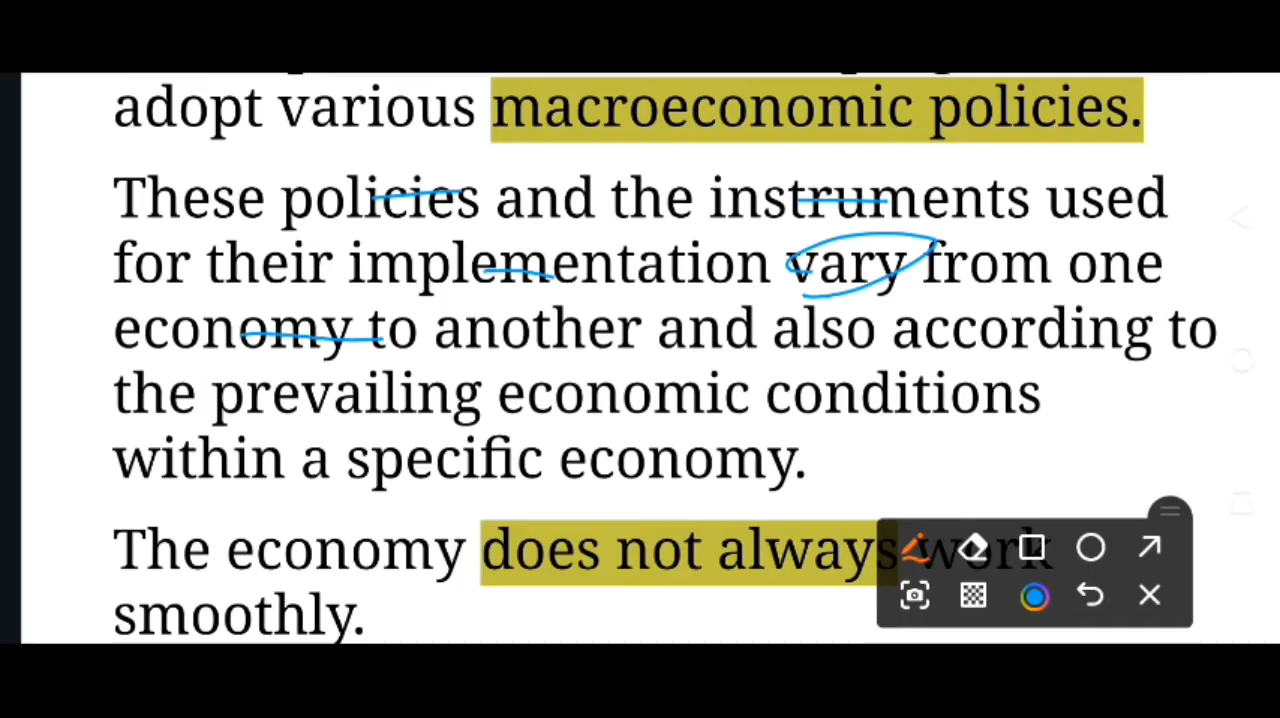 adopt various macroeconomic policies.
These policies and the instruments used
for their implementation vary from one
economy to another and also according to
the prevailing economic conditions
within a specific economy.
The economy does not always work
smoothly.